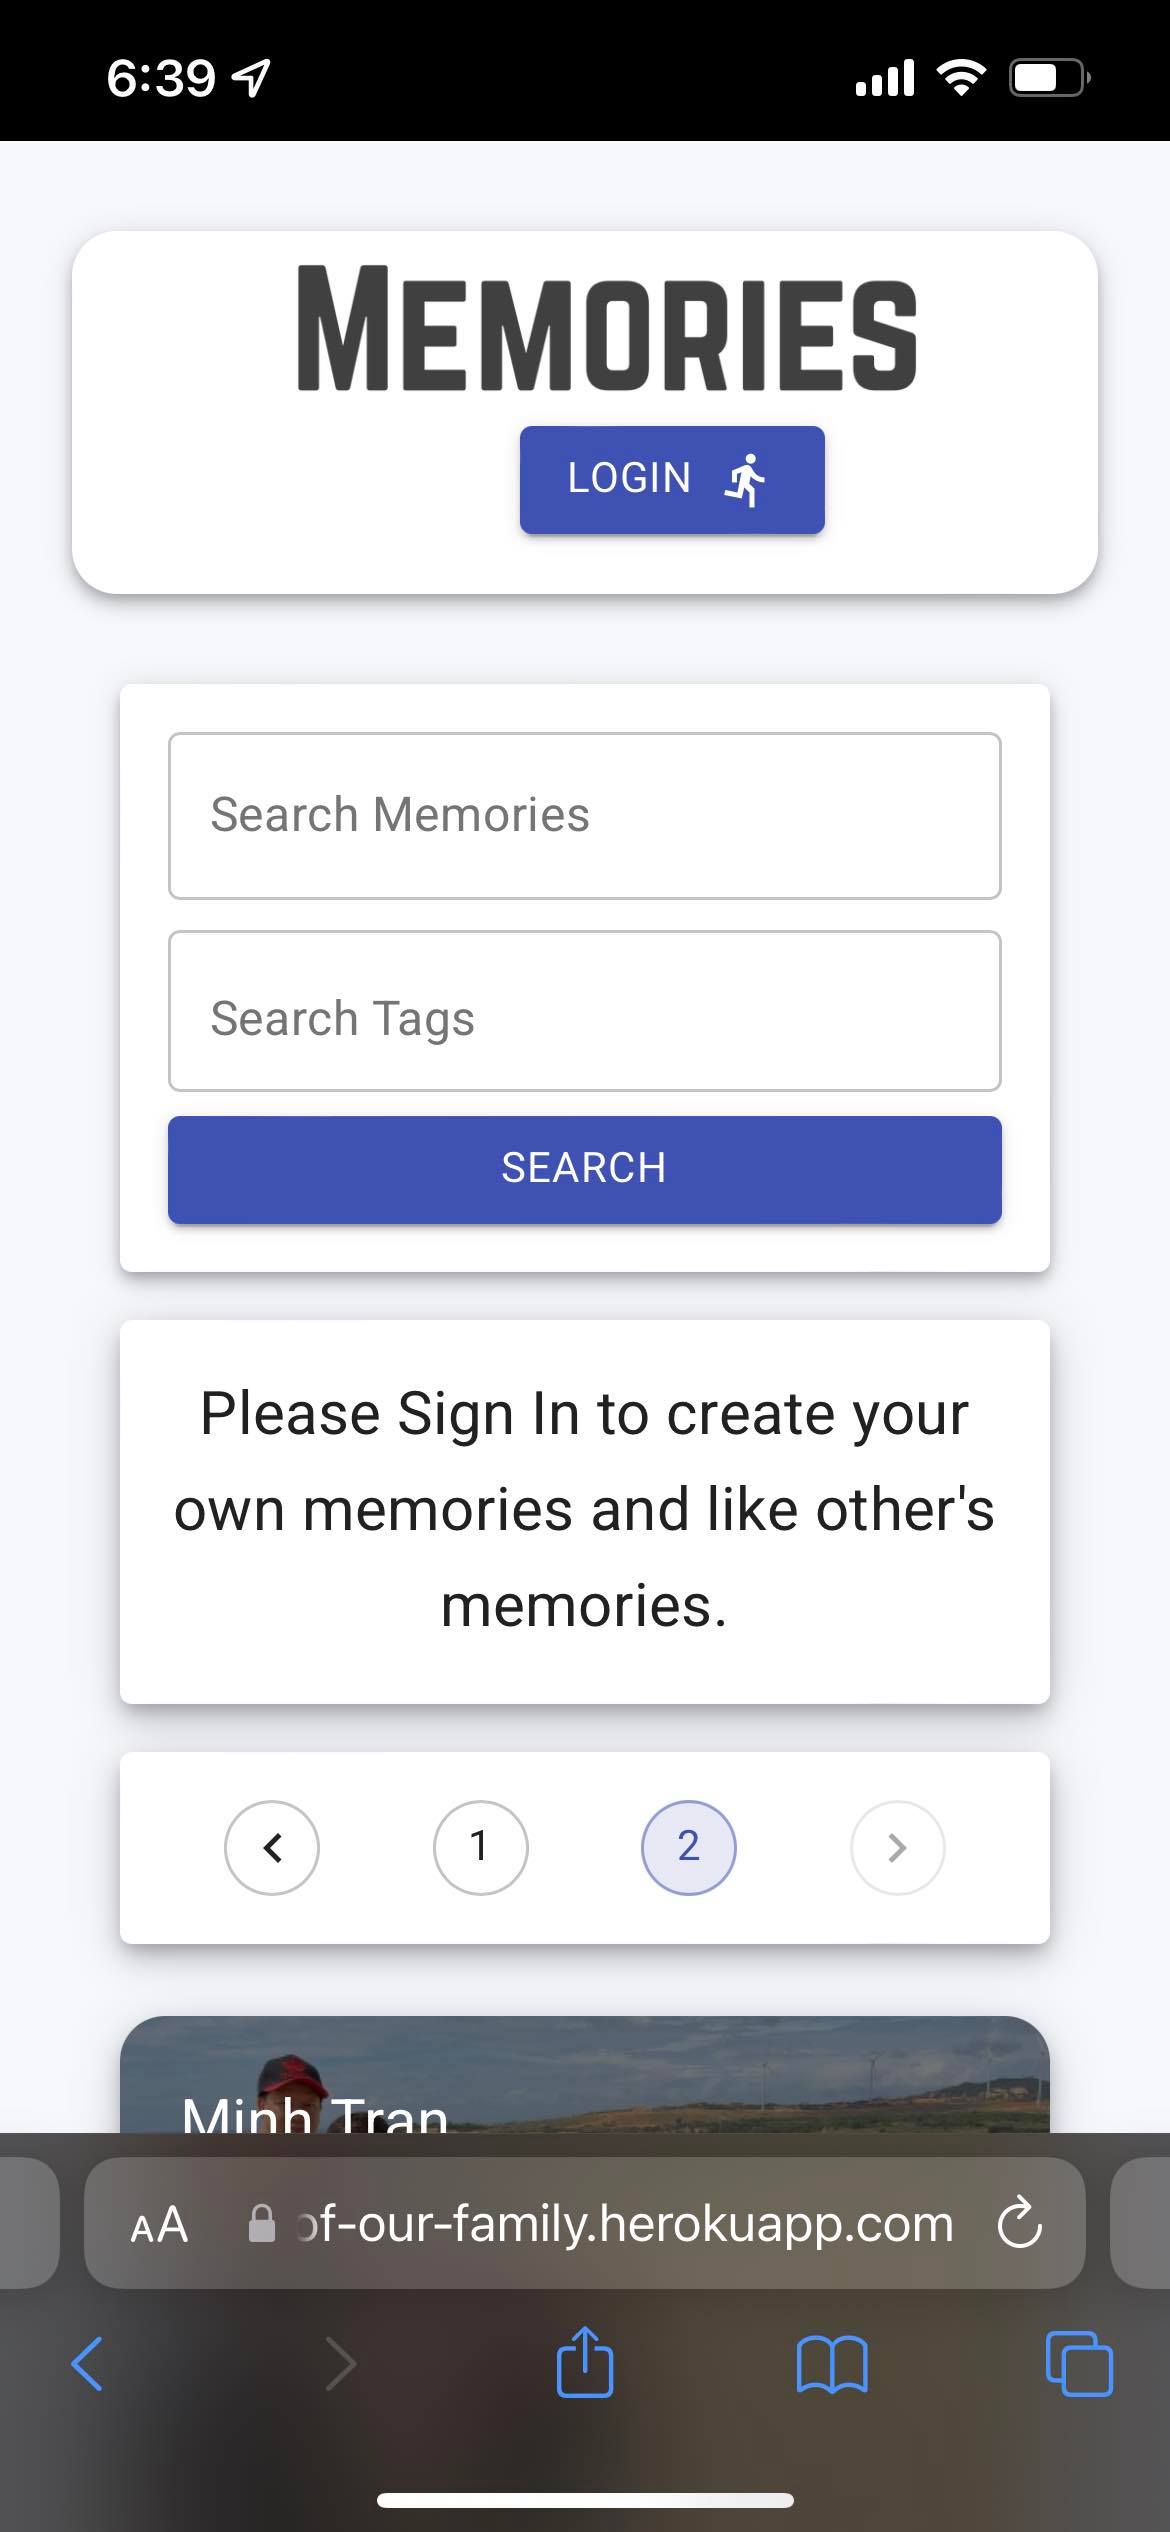 6:39
MEMORIES
LOGIN
Search Memories
Search Tags
SEARCH
Please Sign In to create your
own memories and like other's
memories.
1
2
Minh Tran
AA
of-our-family.herokuapp.com